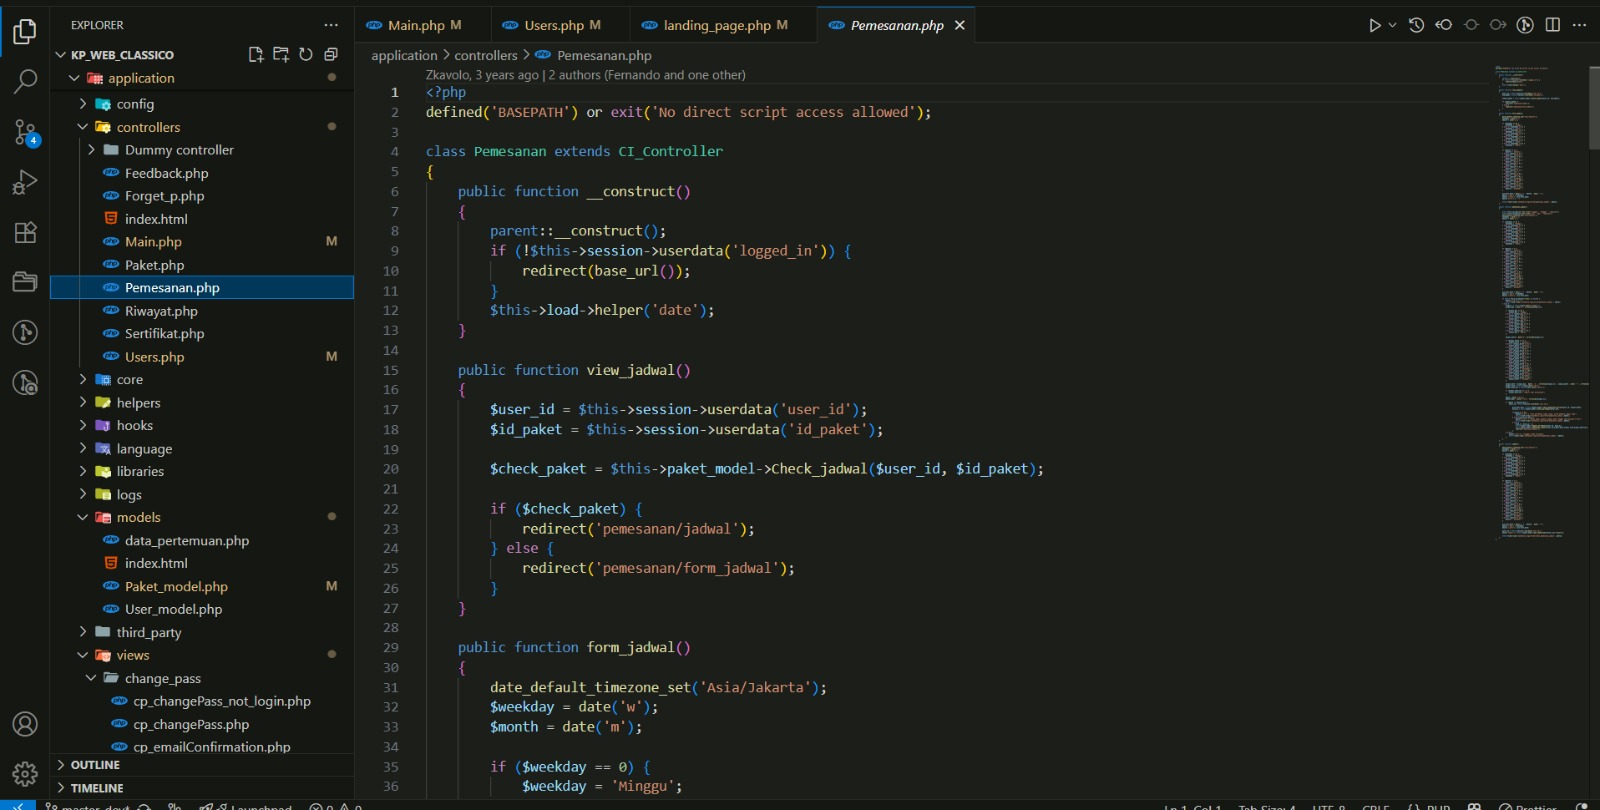 EXPLORER
KP_WEB_CLASSICO
application
config
controllers
Dummy controller
Feedback.php
Forget_p.php
index.html
Main.php M
Paket.php
Pemesanan.php
Riwayat.php
Sertifikat.php
Users.php M
core
helpers
hooks
language
libraries
logs
models
data_pertemuan.php
index.html
Paket_model.php M
User_model.php
third_party
views
change_pass
cp_changePass_not_login.php
cp_changePass.php
cp_emailConfirmation.php
OUTLINE
TIMELINE
4
Main.php M
Users.php M
landing_page.php M
Pemesanan.php
application > controllers > Pemesanan.php
Zkavolo, 3 years ago | 2 authors (Fernando and one other)
1 <?php
2 defined('BASEPATH') or exit('No direct script access allowed');
3
4 class Pemesanan extends CI_Controller
5 {
6 public function __construct()
7 {
8 parent::__construct();
9 if (!$this->session->userdata('logged_in')) {
10 redirect(base_url());
11 }
12 $this->load->helper('date');
13 }
14
15 public function view_jadwal()
16 {
17 $user_id = $this->session->userdata('user_id');
18 $id_paket = $this->session->userdata('id_paket');
19
20 $check_paket = $this->paket_model->Check_jadwal($user_id, $id_paket);
21
22 if ($check_paket) {
23 redirect('pemesanan/jadwal');
24 } else {
25 redirect('pemesanan/form_jadwal');
26 }
27 }
28
29 public function form_jadwal()
30 {
31 date_default_timezone_set('Asia/Jakarta');
32 $weekday = date('w');
33 $month = date('m');
34
35 if ($weekday == 0) {
36 $weekday = 'Minggu';
Launchpad
Ln 1, Col 1 Tab Size: 4 UTF-8 CRLF {} PHP Prettier